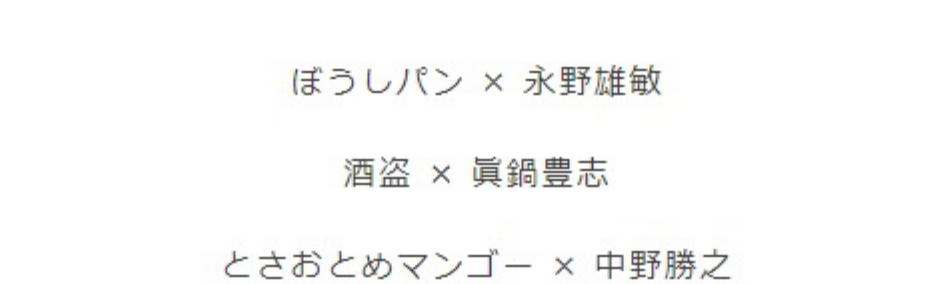 ぼうしパン × 永野雄敏
酒盗 × 眞鍋豊志
とさおとめマンゴー × 中野勝之